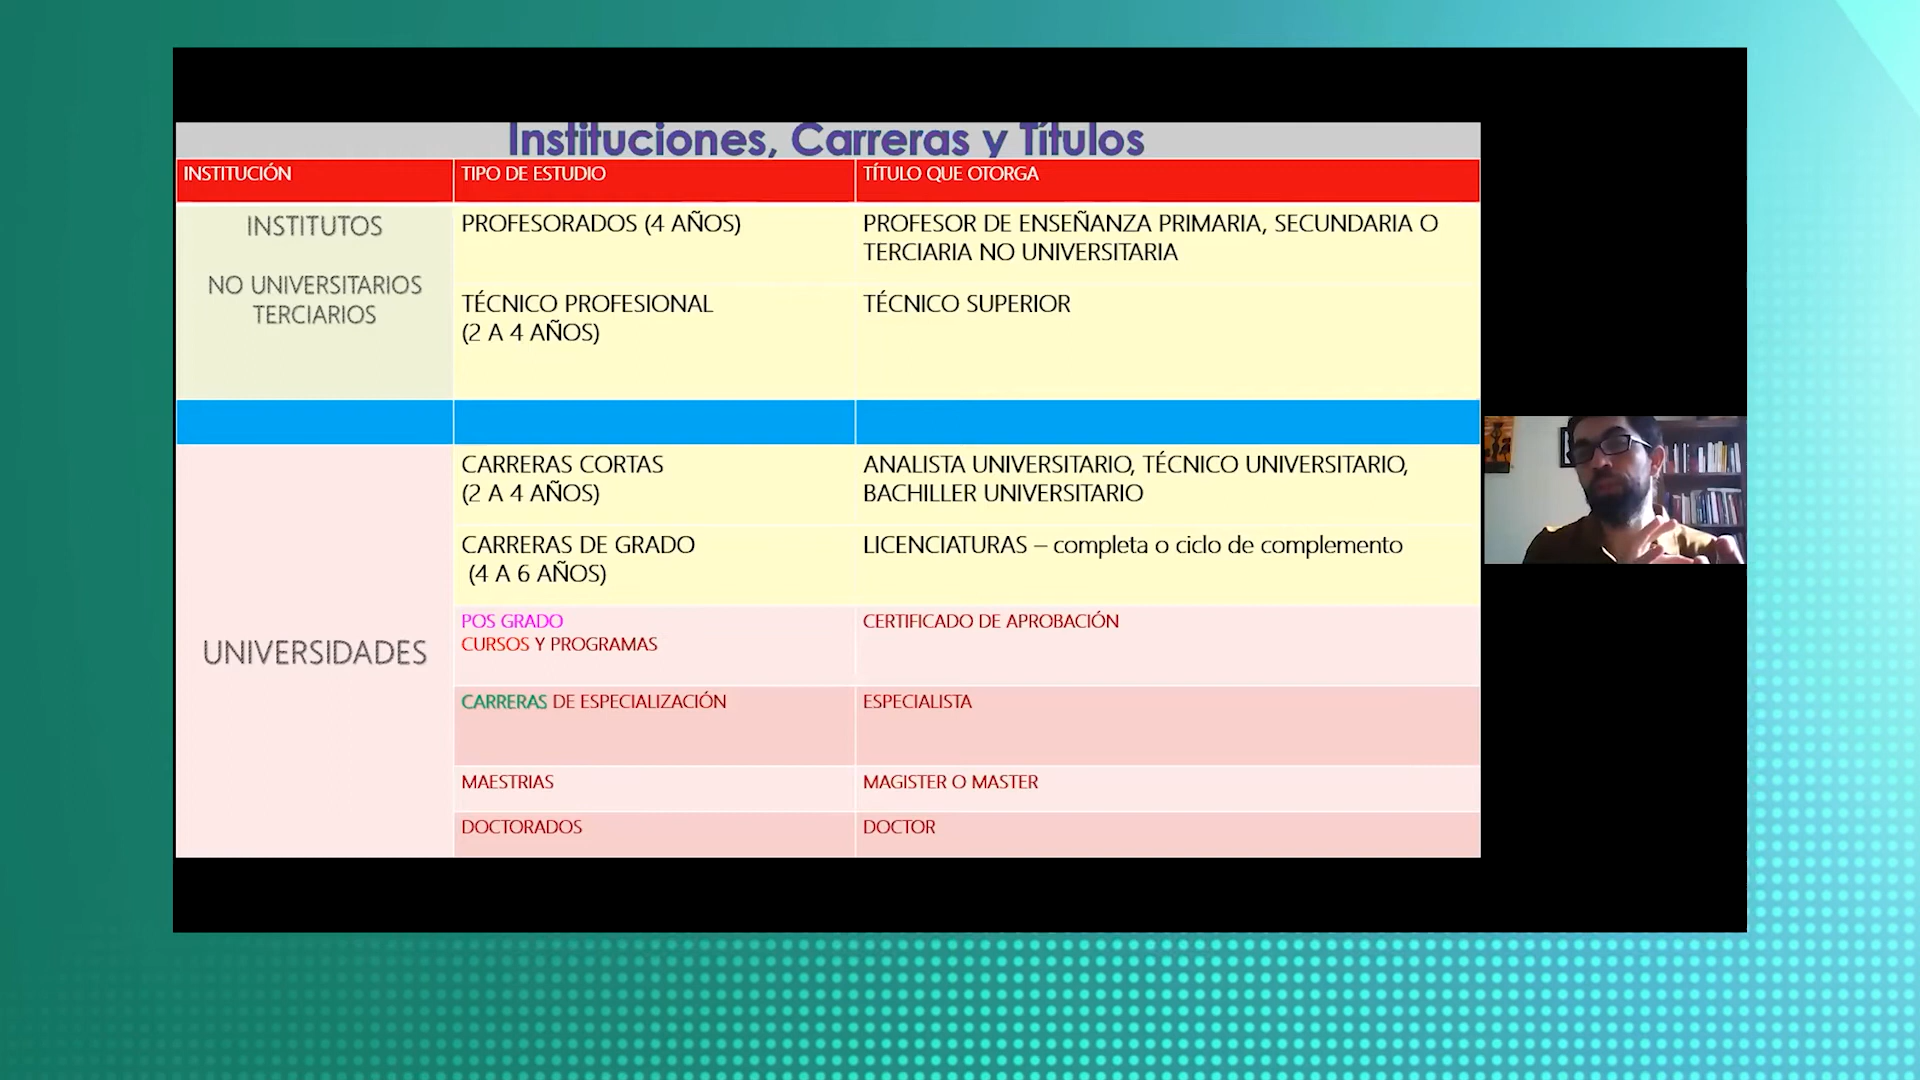 Instituciones, Carreras y Títulos
INSTITUCIÓN
TIPO DE ESTUDIO
TÍTULO QUE OTORGA
INSTITUTOS
NO UNIVERSITARIOS
TERCIARIOS
PROFESORADOS (4 AÑOS)
PROFESOR DE ENSEÑANZA PRIMARIA, SECUNDARIA O
TERCIARIA NO UNIVERSITARIA
TÉCNICO PROFESIONAL
(2 A 4 AÑOS)
TÉCNICO SUPERIOR
UNIVERSIDADES
CARRERAS CORTAS
(2 A 4 AÑOS)
ANALISTA UNIVERSITARIO, TÉCNICO UNIVERSITARIO,
BACHILLER UNIVERSITARIO
CARRERAS DE GRADO
(4 A 6 AÑOS)
LICENCIATURAS – completa o ciclo de complemento
POS GRADO
CURSOS Y PROGRAMAS
CERTIFICADO DE APROBACIÓN
CARRERAS DE ESPECIALIZACIÓN
ESPECIALISTA
MAESTRIAS
MAGISTER O MASTER
DOCTORADOS
DOCTOR